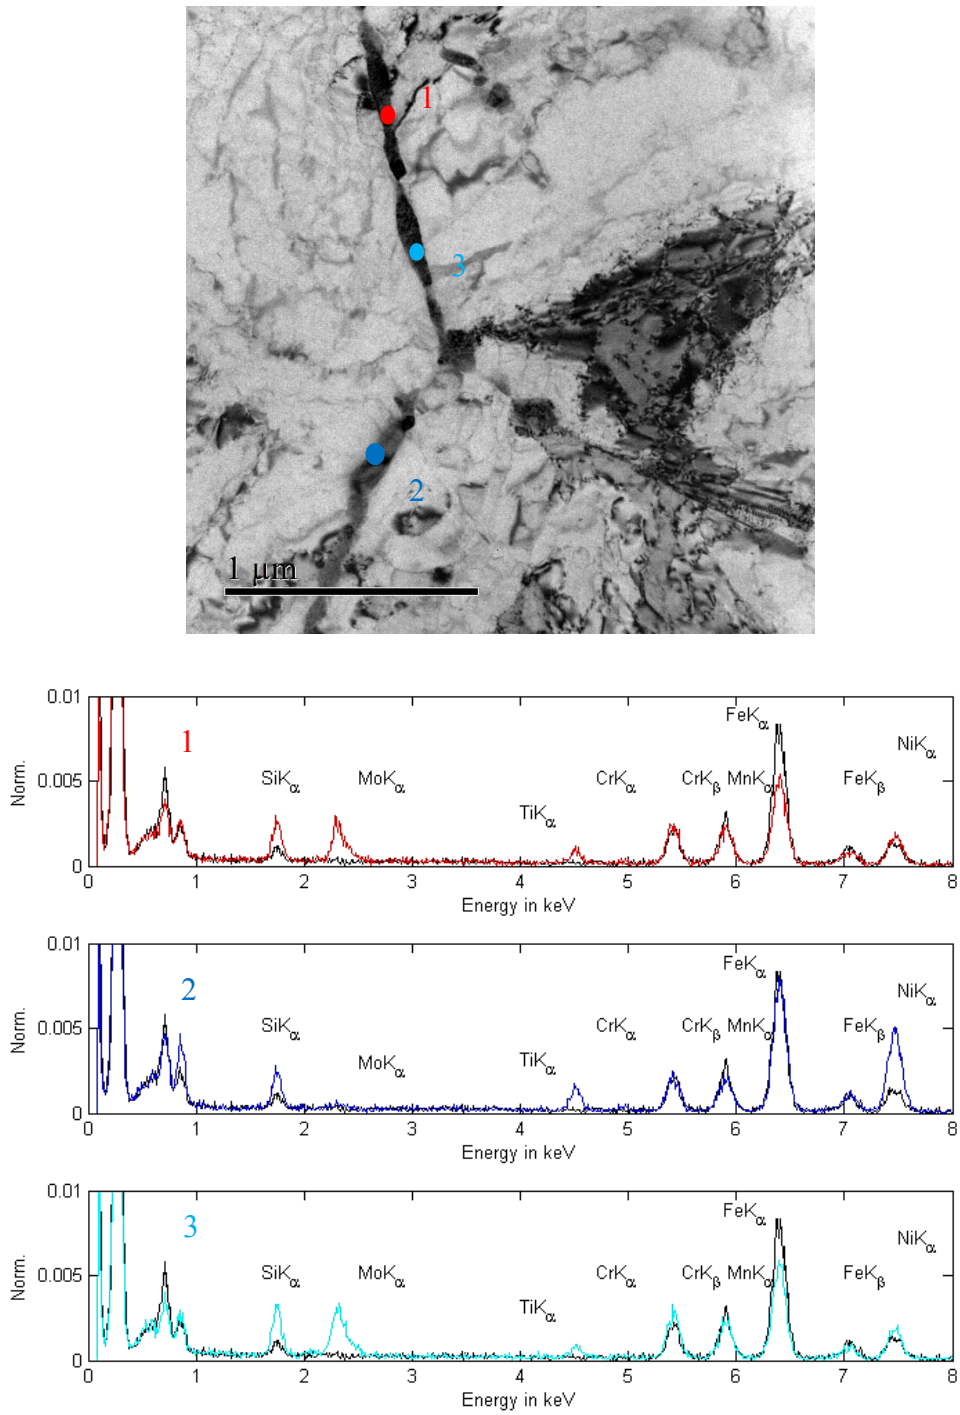 1
3
2
1 μm
0.01
0.005
0
Norm.
1
SiKα
MoKα
TiKα
CrKα
CrKβ
MnKα
FeKα
FeKβ
NiKα
0 1 2 3 4 5 6 7 8
Energy in keV
0.01
0.005
0
Norm.
2
SiKα
MoKα
TiKα
CrKα
CrKβ
MnKα
FeKα
FeKβ
NiKα
0 1 2 3 4 5 6 7 8
Energy in keV
0.01
0.005
0
Norm.
3
SiKα
MoKα
TiKα
CrKα
CrKβ
MnKα
FeKα
FeKβ
NiKα
0 1 2 3 4 5 6 7 8
Energy in keV